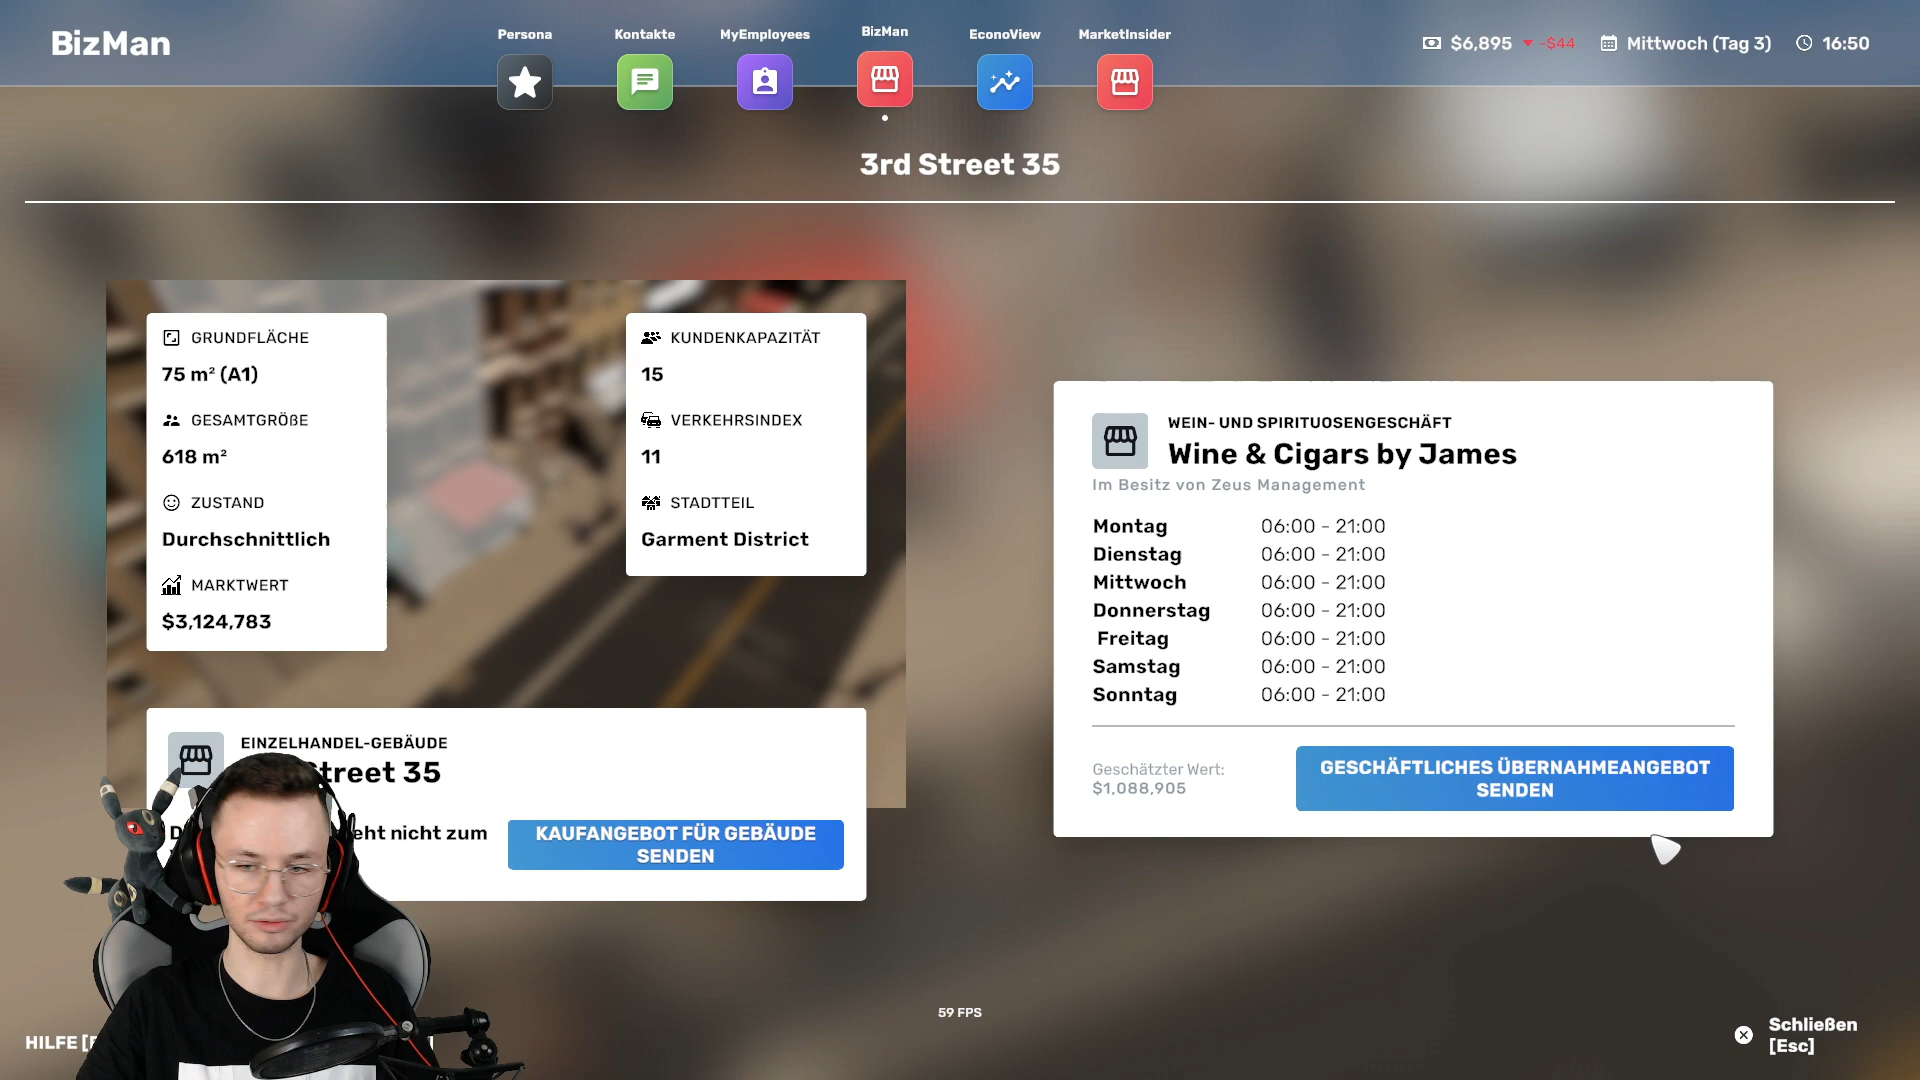 BizMan
Persona
Kontakte
MyEmployees
BizMan
EconoView
MarketInsider
$6,895 -$44
Mittwoch (Tag 3)
16:50
3rd Street 35
GRUNDFLÄCHE
75 m² (A1)
GESAMTGRÖßE
618 m²
ZUSTAND
Durchschnittlich
MARKTWERT
$3,124,783
KUNDENKAPAZITÄT
15
VERKEHRSINDEX
11
STADTTEIL
Garment District
EINZELHANDEL-GEBÄUDE
Street 35
nicht zum
KAUFANGEBOT FÜR GEBÄUDE
SENDEN
WEIN- UND SPIRITUOSENGESCHÄFT
Wine & Cigars by James
Im Besitz von Zeus Management
Montag 06:00 - 21:00
Dienstag 06:00 - 21:00
Mittwoch 06:00 - 21:00
Donnerstag 06:00 - 21:00
Freitag 06:00 - 21:00
Samstag 06:00 - 21:00
Sonntag 06:00 - 21:00
Geschätzter Wert:
$1,088,905
GESCHÄFTLICHES ÜBERNAHMEANGEBOT
SENDEN
59 FPS
HILFE
Schließen
[Esc]